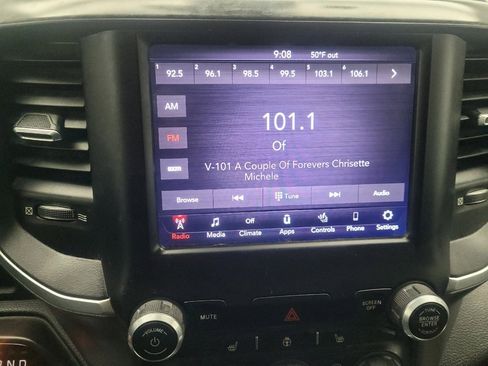 9:08 50°F out
1 92.5 2 96.1 3 98.5 4 99.5 5 103.1 6 106.1
AM
FM
101.1
Of
V-101 A Couple Of Forevers Chrisette
Michele
Browse Tune Audio
Off
Radio Media Climate Apps Controls Phone Settings
MUTE
SCREEN
OFF
VOLUME
TUNE
BROWSE
ENTER